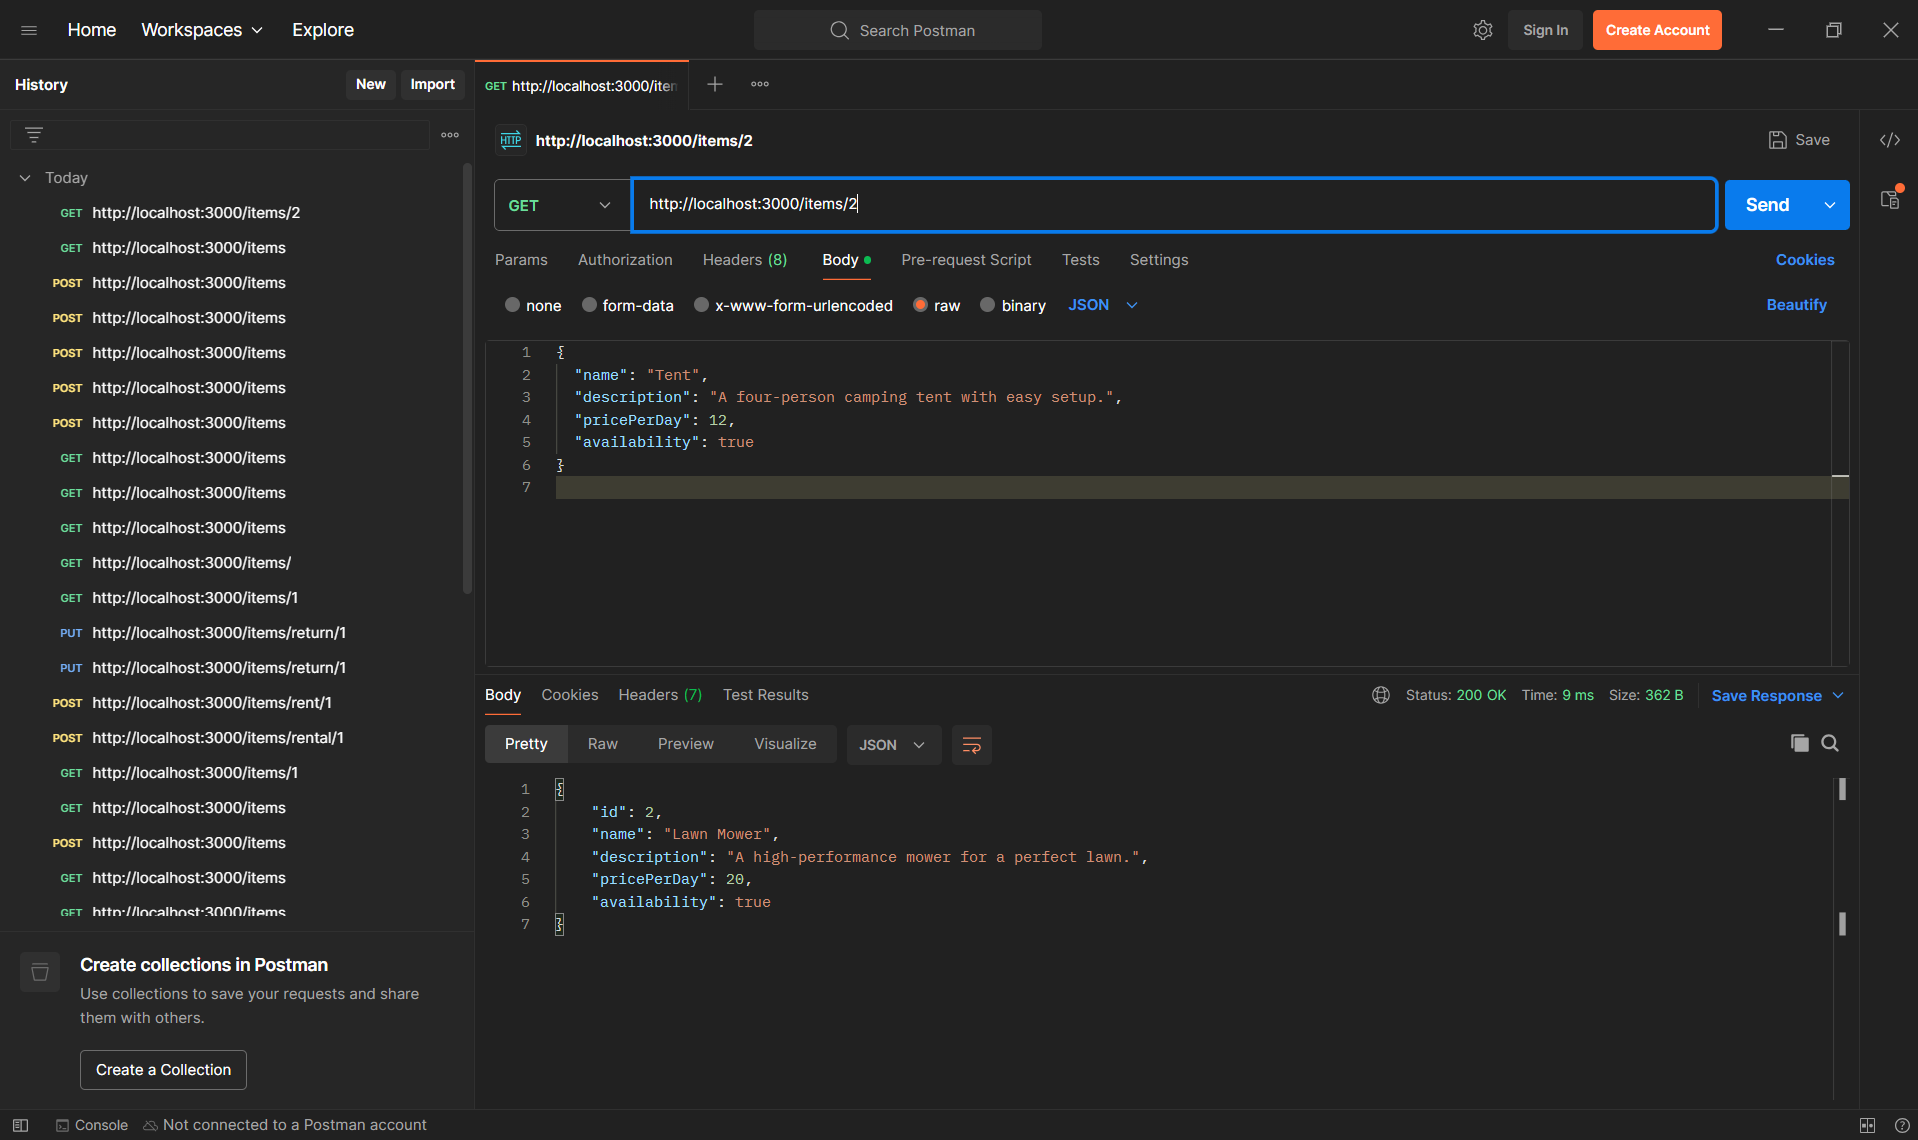 Home Workspaces Explore Search Postman Sign In Create Account
History New Import
GET http://localhost:3000/iten
HTTP http://localhost:3000/items/2 Save
Today
GET http://localhost:3000/items/2
GET http://localhost:3000/items
POST http://localhost:3000/items
POST http://localhost:3000/items
POST http://localhost:3000/items
POST http://localhost:3000/items
POST http://localhost:3000/items
GET http://localhost:3000/items
GET http://localhost:3000/items
GET http://localhost:3000/items
GET http://localhost:3000/items/
GET http://localhost:3000/items/1
PUT http://localhost:3000/items/return/1
PUT http://localhost:3000/items/return/1
POST http://localhost:3000/items/rent/1
POST http://localhost:3000/items/rental/1
GET http://localhost:3000/items/1
GET http://localhost:3000/items
POST http://localhost:3000/items
GET http://localhost:3000/items
GET http://localhost:3000/items
Create collections in Postman
Use collections to save your requests and share
them with others.
Create a Collection
GET http://localhost:3000/items/2 Send
Params Authorization Headers (8) Body Pre-request Script Tests Settings Cookies
none form-data x-www-form-urlencoded raw binary JSON Beautify
1 {
2 "name": "Tent",
3 "description": "A four-person camping tent with easy setup.",
4 "pricePerDay": 12,
5 "availability": true
6 }
7
Body Cookies Headers (7) Test Results Status: 200 OK Time: 9 ms Size: 362 B Save Response
Pretty Raw Preview Visualize JSON
1 {
2 "id": 2,
3 "name": "Lawn Mower",
4 "description": "A high-performance mower for a perfect lawn.",
5 "pricePerDay": 20,
6 "availability": true
7 }
Console Not connected to a Postman account